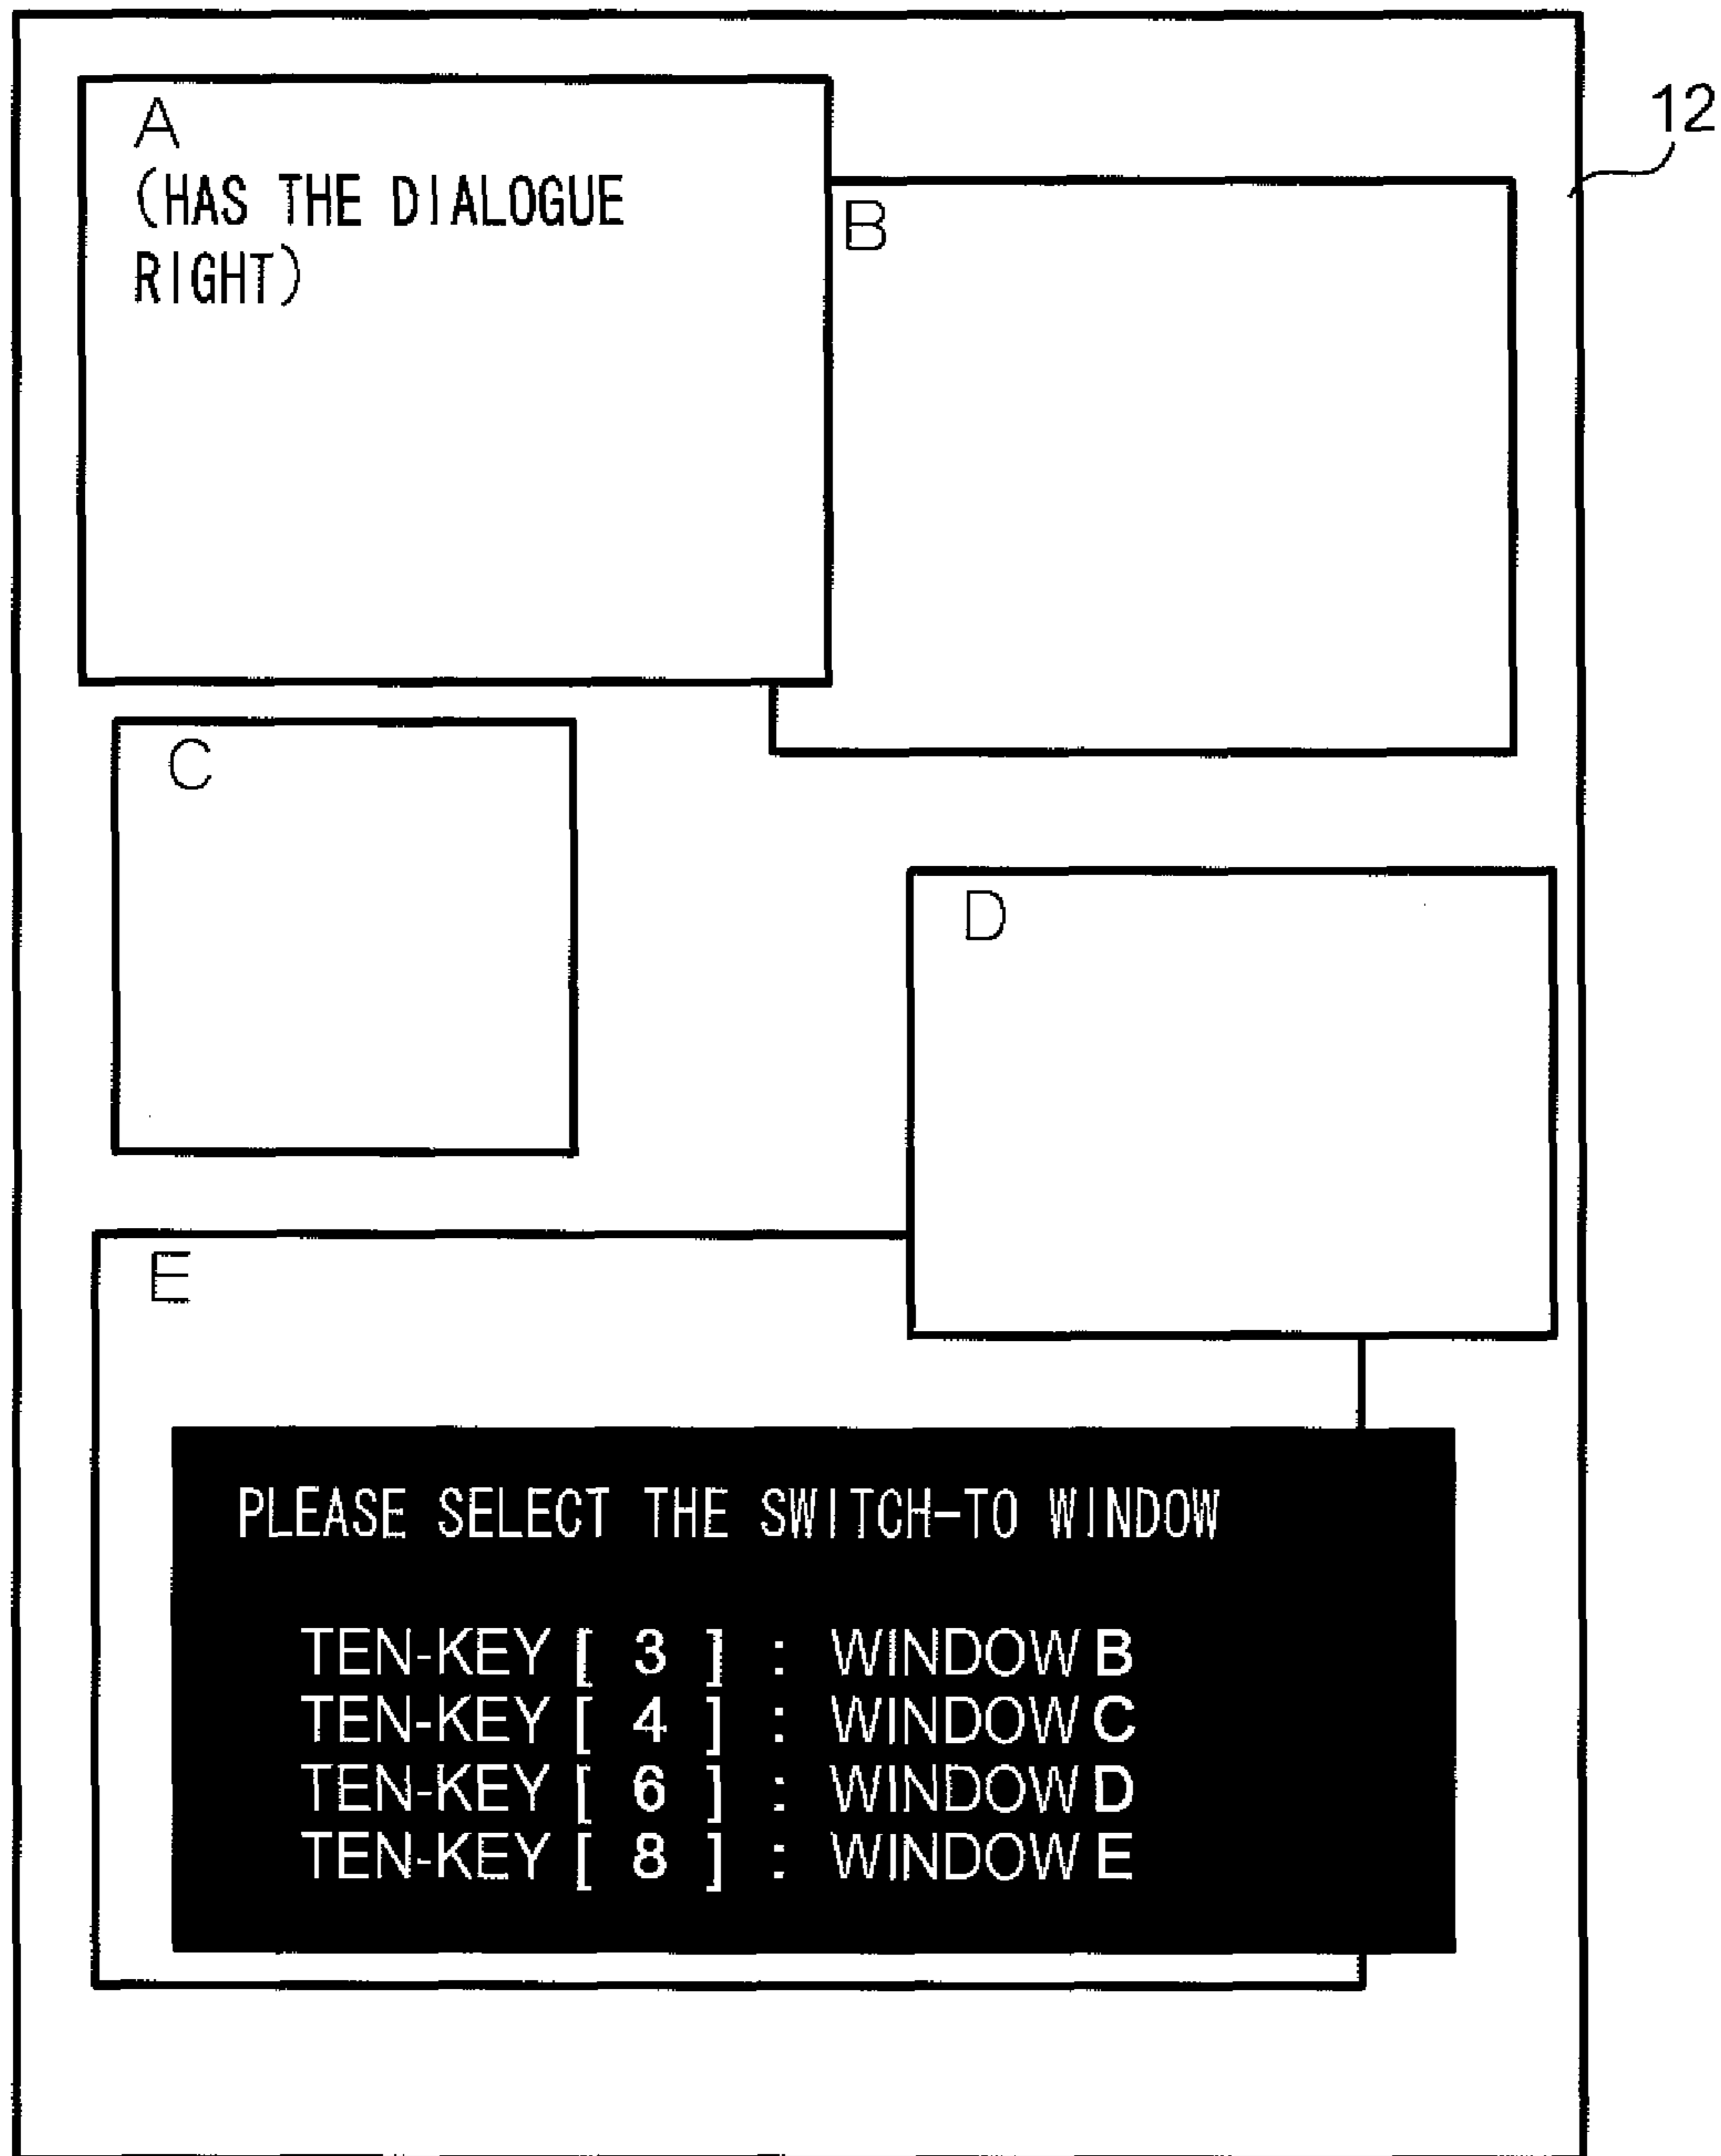 12
A
(HAS THE DIALOGUE
RIGHT)
B
C
D
E
PLEASE SELECT THE SWITCH-TO WINDOW
TEN-KEY [ 3 ] : WINDOW B
TEN-KEY [ 4 ] : WINDOW C
TEN-KEY [ 6 ] : WINDOW D
TEN-KEY [ 8 ] : WINDOW E